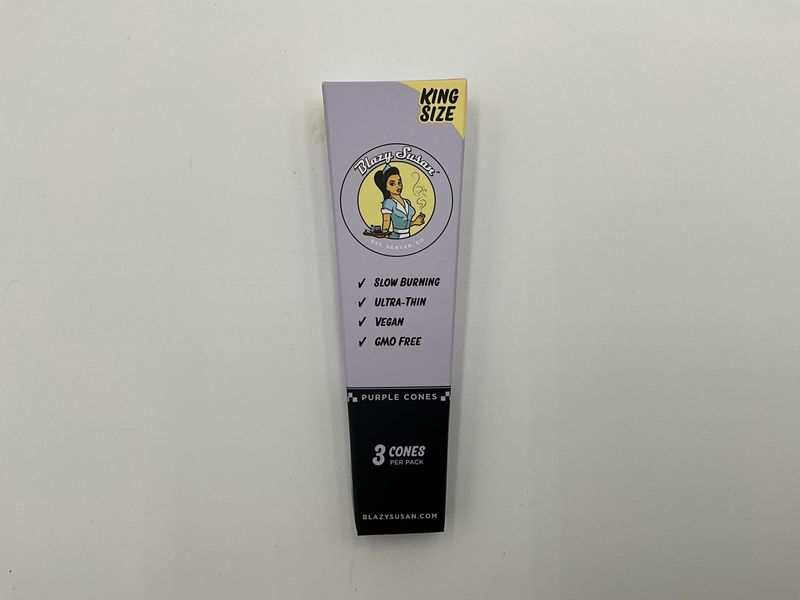 KING
SIZE
Blazy Susan
EST. DENVER, CO
✓ SLOW BURNING
✓ ULTRA-THIN
✓ VEGAN
✓ GMO FREE
PURPLE CONES
3 CONES
PER PACK
BLAZYSUSAN.COM